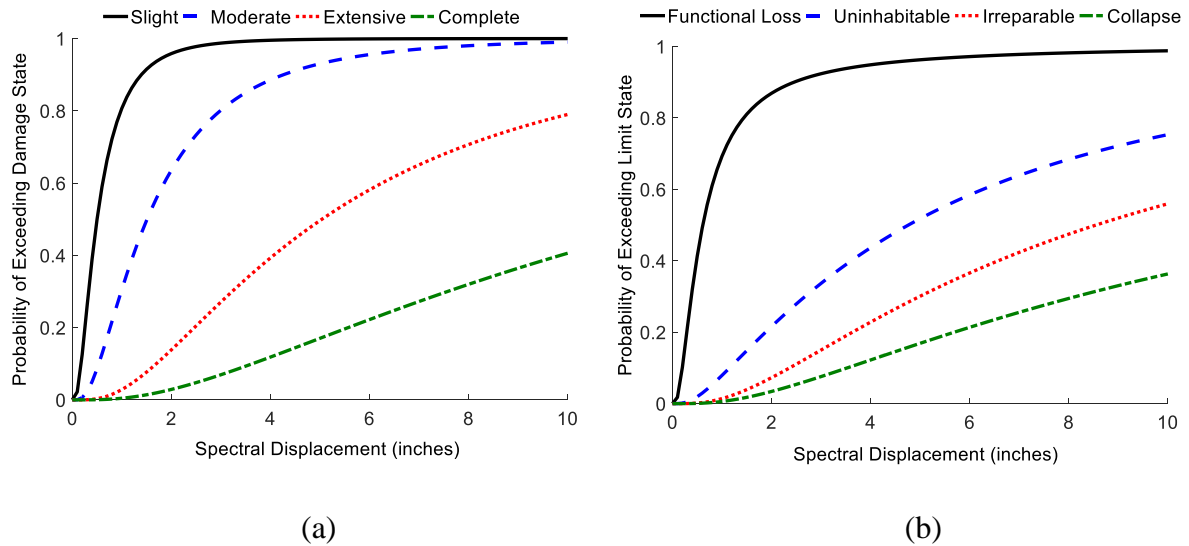 Slight Moderate Extensive Complete
1
0.8
0.6
0.4
0.2
0
0 2 4 6 8 10
Probability of Exceeding Damage State
Spectral Displacement (inches)
(a)
Functional Loss Uninhabitable Irreparable Collapse
1
0.8
0.6
0.4
0.2
0
0 2 4 6 8 10
Probability of Exceeding Limit State
Spectral Displacement (inches)
(b)